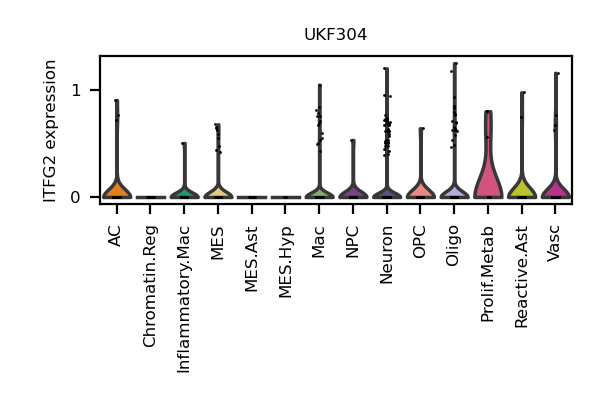 UKF304
ITFG2 expression
1
0
AC
Chromatin.Reg
Inflammatory.Mac
MES
MES.Ast
MES.Hyp
Mac
NPC
Neuron
OPC
Oligo
Prolif.Metab
Reactive.Ast
Vasc